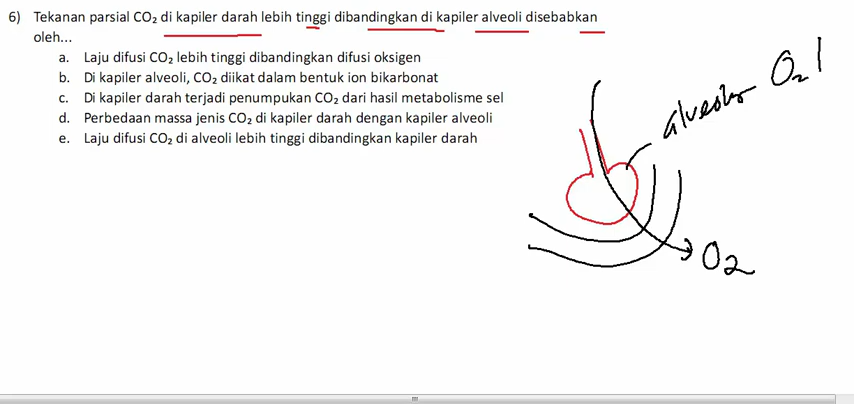 6) Tekanan parsial CO₂ di kapiler darah lebih tinggi dibandingkan di kapiler alveoli disebabkan
oleh...
a. Laju difusi CO₂ lebih tinggi dibandingkan difusi oksigen
b. Di kapiler alveoli, CO₂ diikat dalam bentuk ion bikarbonat
c. Di kapiler darah terjadi penumpukan CO₂ dari hasil metabolisme sel
d. Perbedaan massa jenis CO₂ di kapiler darah dengan kapiler alveoli
e. Laju difusi CO₂ di alveoli lebih tinggi dibandingkan kapiler darah
O₂
O₂